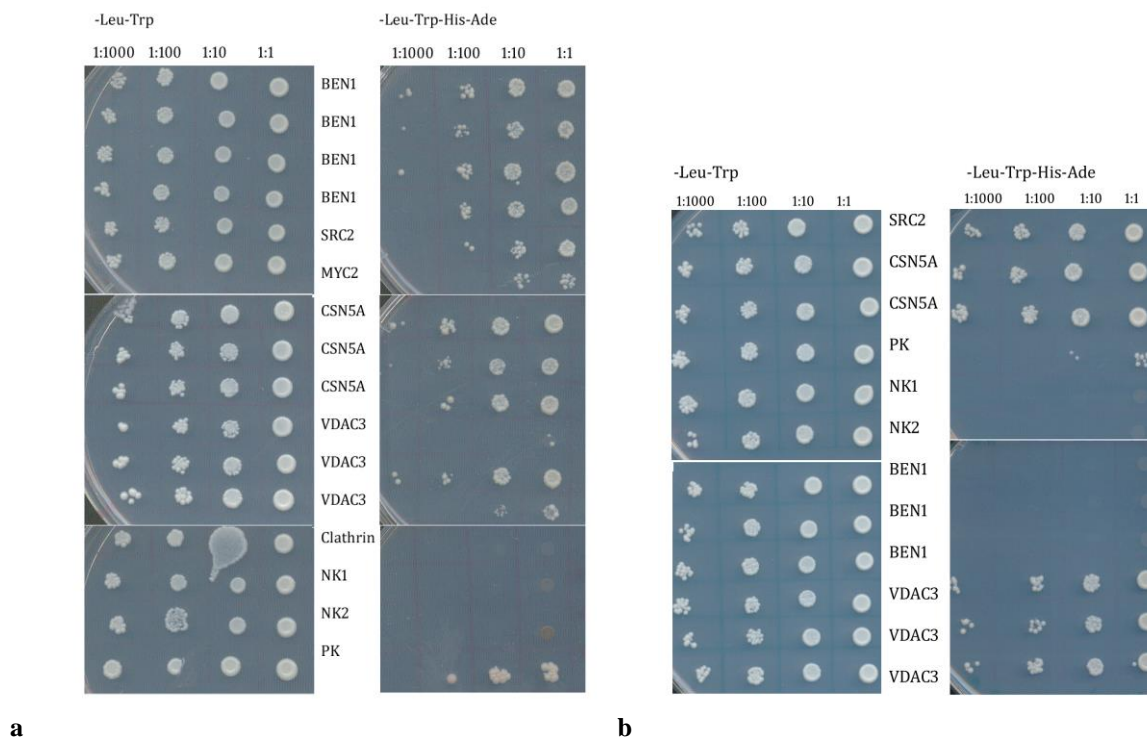 -Leu-Trp
-Leu-Trp-His-Ade
1:1000 1:100 1:10 1:1
1:1000 1:100 1:10 1:1
BEN1
BEN1
BEN1
BEN1
SRC2
MYC2
CSN5A
CSN5A
CSN5A
VDAC3
VDAC3
VDAC3
Clathrin
NK1
NK2
PK
a
-Leu-Trp
-Leu-Trp-His-Ade
1:1000 1:100 1:10 1:1
1:1000 1:100 1:10 1:1
SRC2
CSN5A
CSN5A
PK
NK1
NK2
BEN1
BEN1
BEN1
VDAC3
VDAC3
VDAC3
b